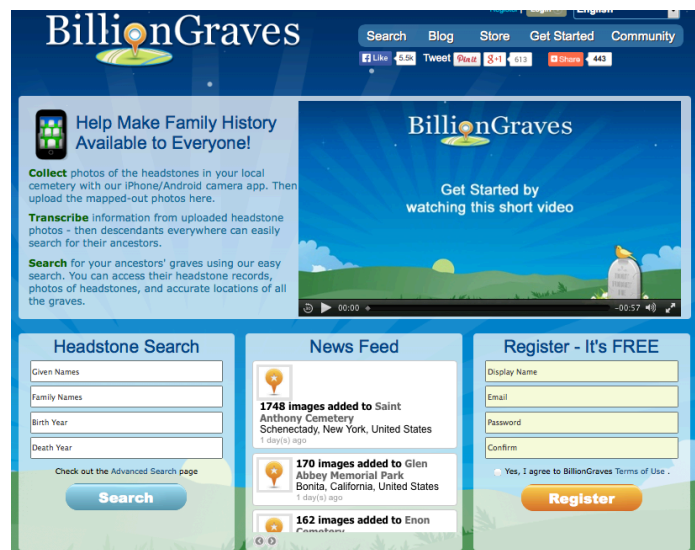 Register | Login English
BillionGraves
Search Blog Store Get Started Community
Like 5.5k Tweet Pin it g+1 613 Share 443
Help Make Family History
Available to Everyone!
Collect photos of the headstones in your local
cemetery with our iPhone/Android camera app. Then
upload the mapped-out photos here.
Transcribe information from uploaded headstone
photos - then descendants everywhere can easily
search for their ancestors.
Search for your ancestors' graves using our easy
search. You can access their headstone records,
photos of headstones, and accurate locations of all
the graves.
BillionGraves
Get Started by
watching this short video
00:00 -00:57
Headstone Search
Given Names
Family Names
Birth Year
Death Year
Check out the Advanced Search page
Search
News Feed
1748 images added to Saint
Anthony Cemetery
Schenectady, New York, United States
1 day(s) ago
170 images added to Glen
Abbey Memorial Park
Bonita, California, United States
1 day(s) ago
162 images added to Enon
Cemetery
Register - It's FREE
Display Name
Email
Password
Confirm
Yes, I agree to BillionGraves Terms of Use .
Register